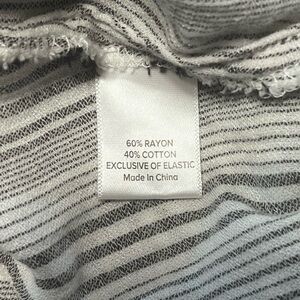 60% RAYON
40% COTTON
EXCLUSIVE OF ELASTIC
Made In China